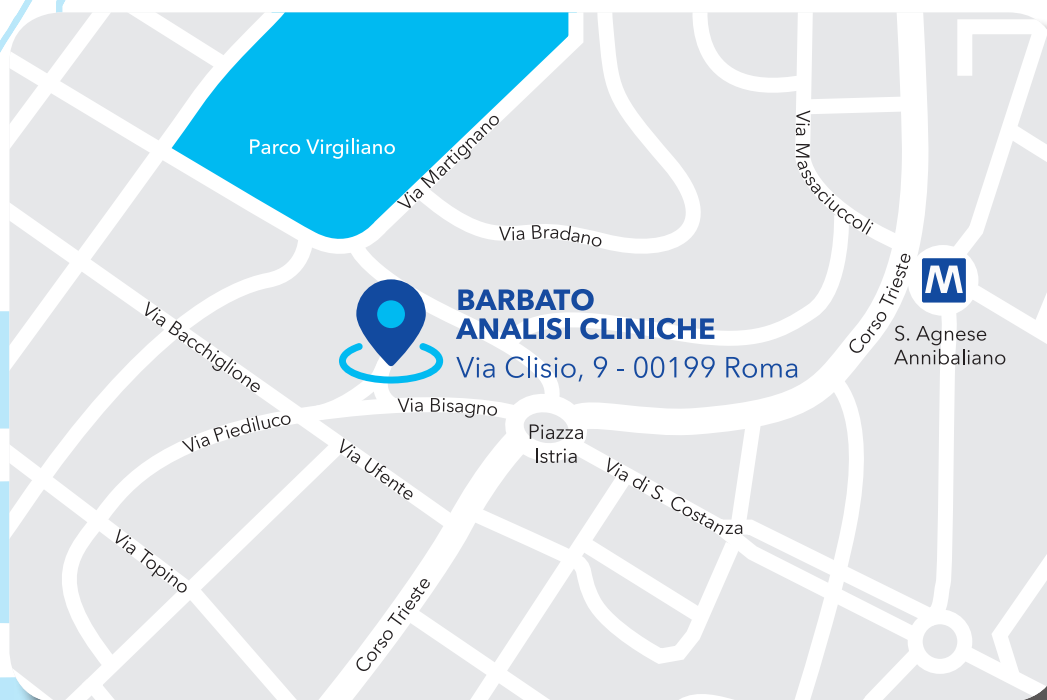 Parco Virgiliano
Via Martignano
Via Massaciuccoli
Via Bradano
Corso Trieste
M
S. Agnese
Annibaliano
BARBATO
ANALISI CLINICHE
Via Clisio, 9 - 00199 Roma
Via Bacchiglione
Via Bisagno
Via Piediluco
Piazza
Istria
Via Ufente
Via di S. Costanza
Via Topino
Corso Trieste